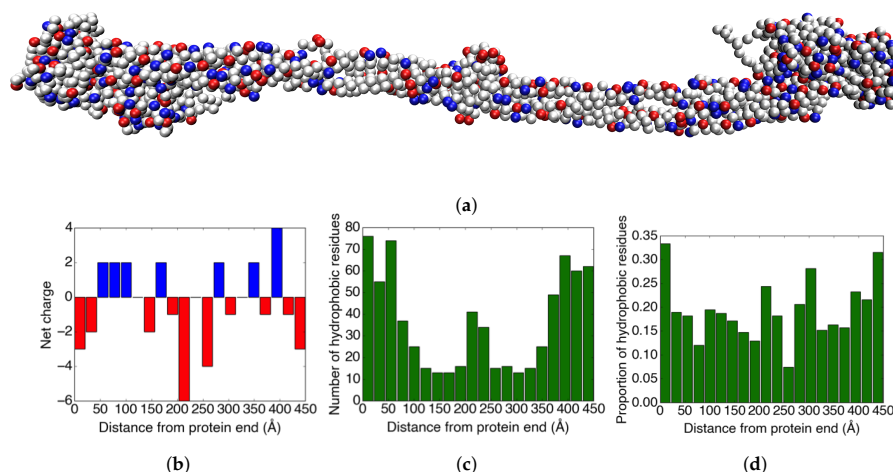 (a)
4
2
0
−2
−4
−6
Net charge
0 50 100 150 200 250 300 350 400 450
Distance from protein end (Å)
(b)
80
70
60
50
40
30
20
10
0
Number of hydrophobic residues
0 50 100 150 200 250 300 350 400 450
Distance from protein end (Å)
(c)
0.35
0.30
0.25
0.20
0.15
0.10
0.05
0.00
Proportion of hydrophobic residues
0 50 100 150 200 250 300 350 400 450
Distance from protein end (Å)
(d)